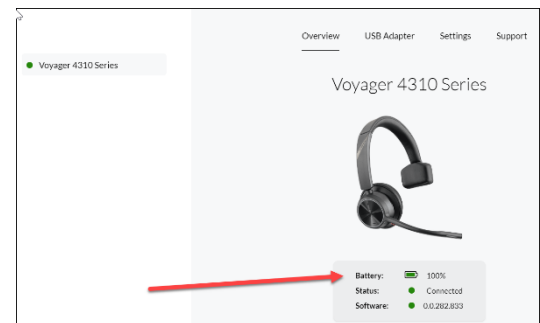 Overview USB Adapter Settings Support
Voyager 4310 Series
Voyager 4310 Series
Battery: 100%
Status: Connected
Software: 0.0.282.833